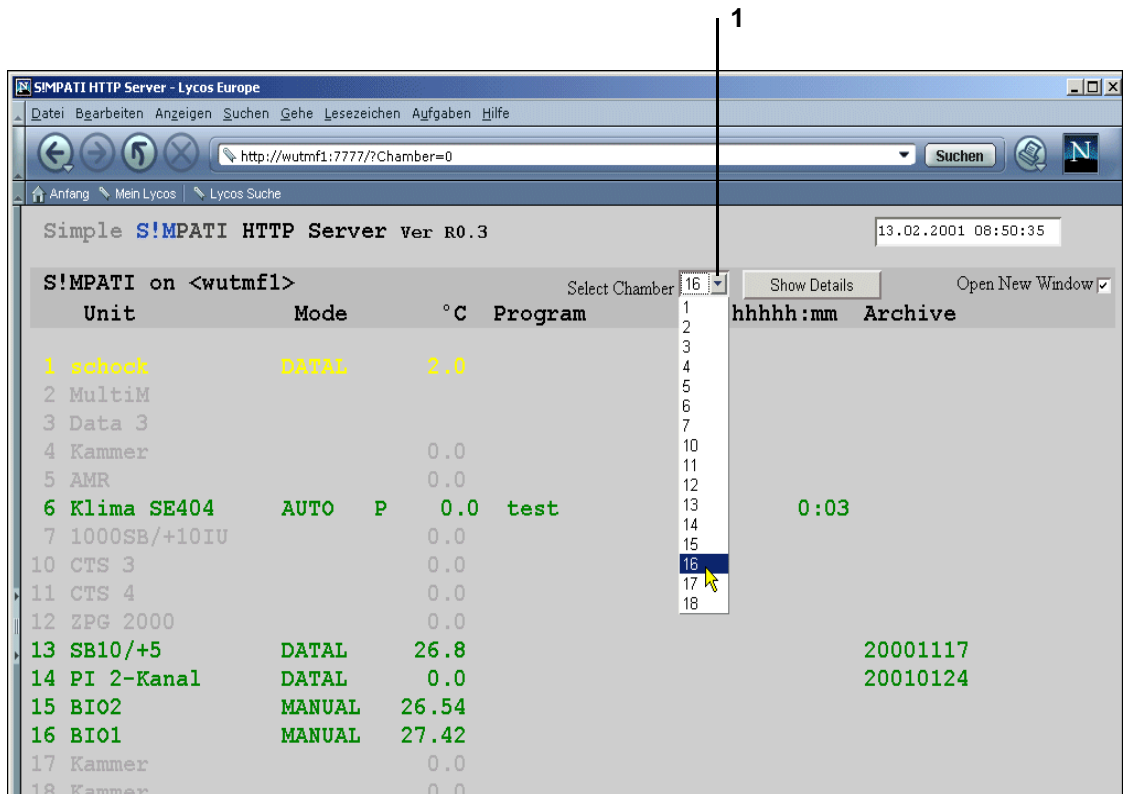 1
S!MPATI HTTP Server - Lycos Europe
Datei Bearbeiten Anzeigen Suchen Gehe Lesezeichen Aufgaben Hilfe
http://wutmf1:7777/?Chamber=0 Suchen N
Anfang Mein Lycos Lycos Suche
Simple S!MPATI HTTP Server Ver R0.3 13.02.2001 08:50:35
S!MPATI on <wutmf1> Select Chamber 16 Show Details Open New Window
Unit Mode °C Program hhhhh:mm Archive
1
2
3
4
5
6
7
10
11
12
13
14
15
16
17
18
1 schock DATAL 2.0
2 MultiM
3 Data 3
4 Kammer 0.0
5 AMR 0.0
6 Klima SE404 AUTO P 0.0 test 0:03
7 1000SB/+10IU 0.0
10 CTS 3 0.0
11 CTS 4 0.0
12 ZPG 2000 0.0
13 SB10/+5 DATAL 26.8 20001117
14 PI 2-Kanal DATAL 0.0 20010124
15 BIO2 MANUAL 26.54
16 BIO1 MANUAL 27.42
17 Kammer 0.0
18 Kammer 0.0